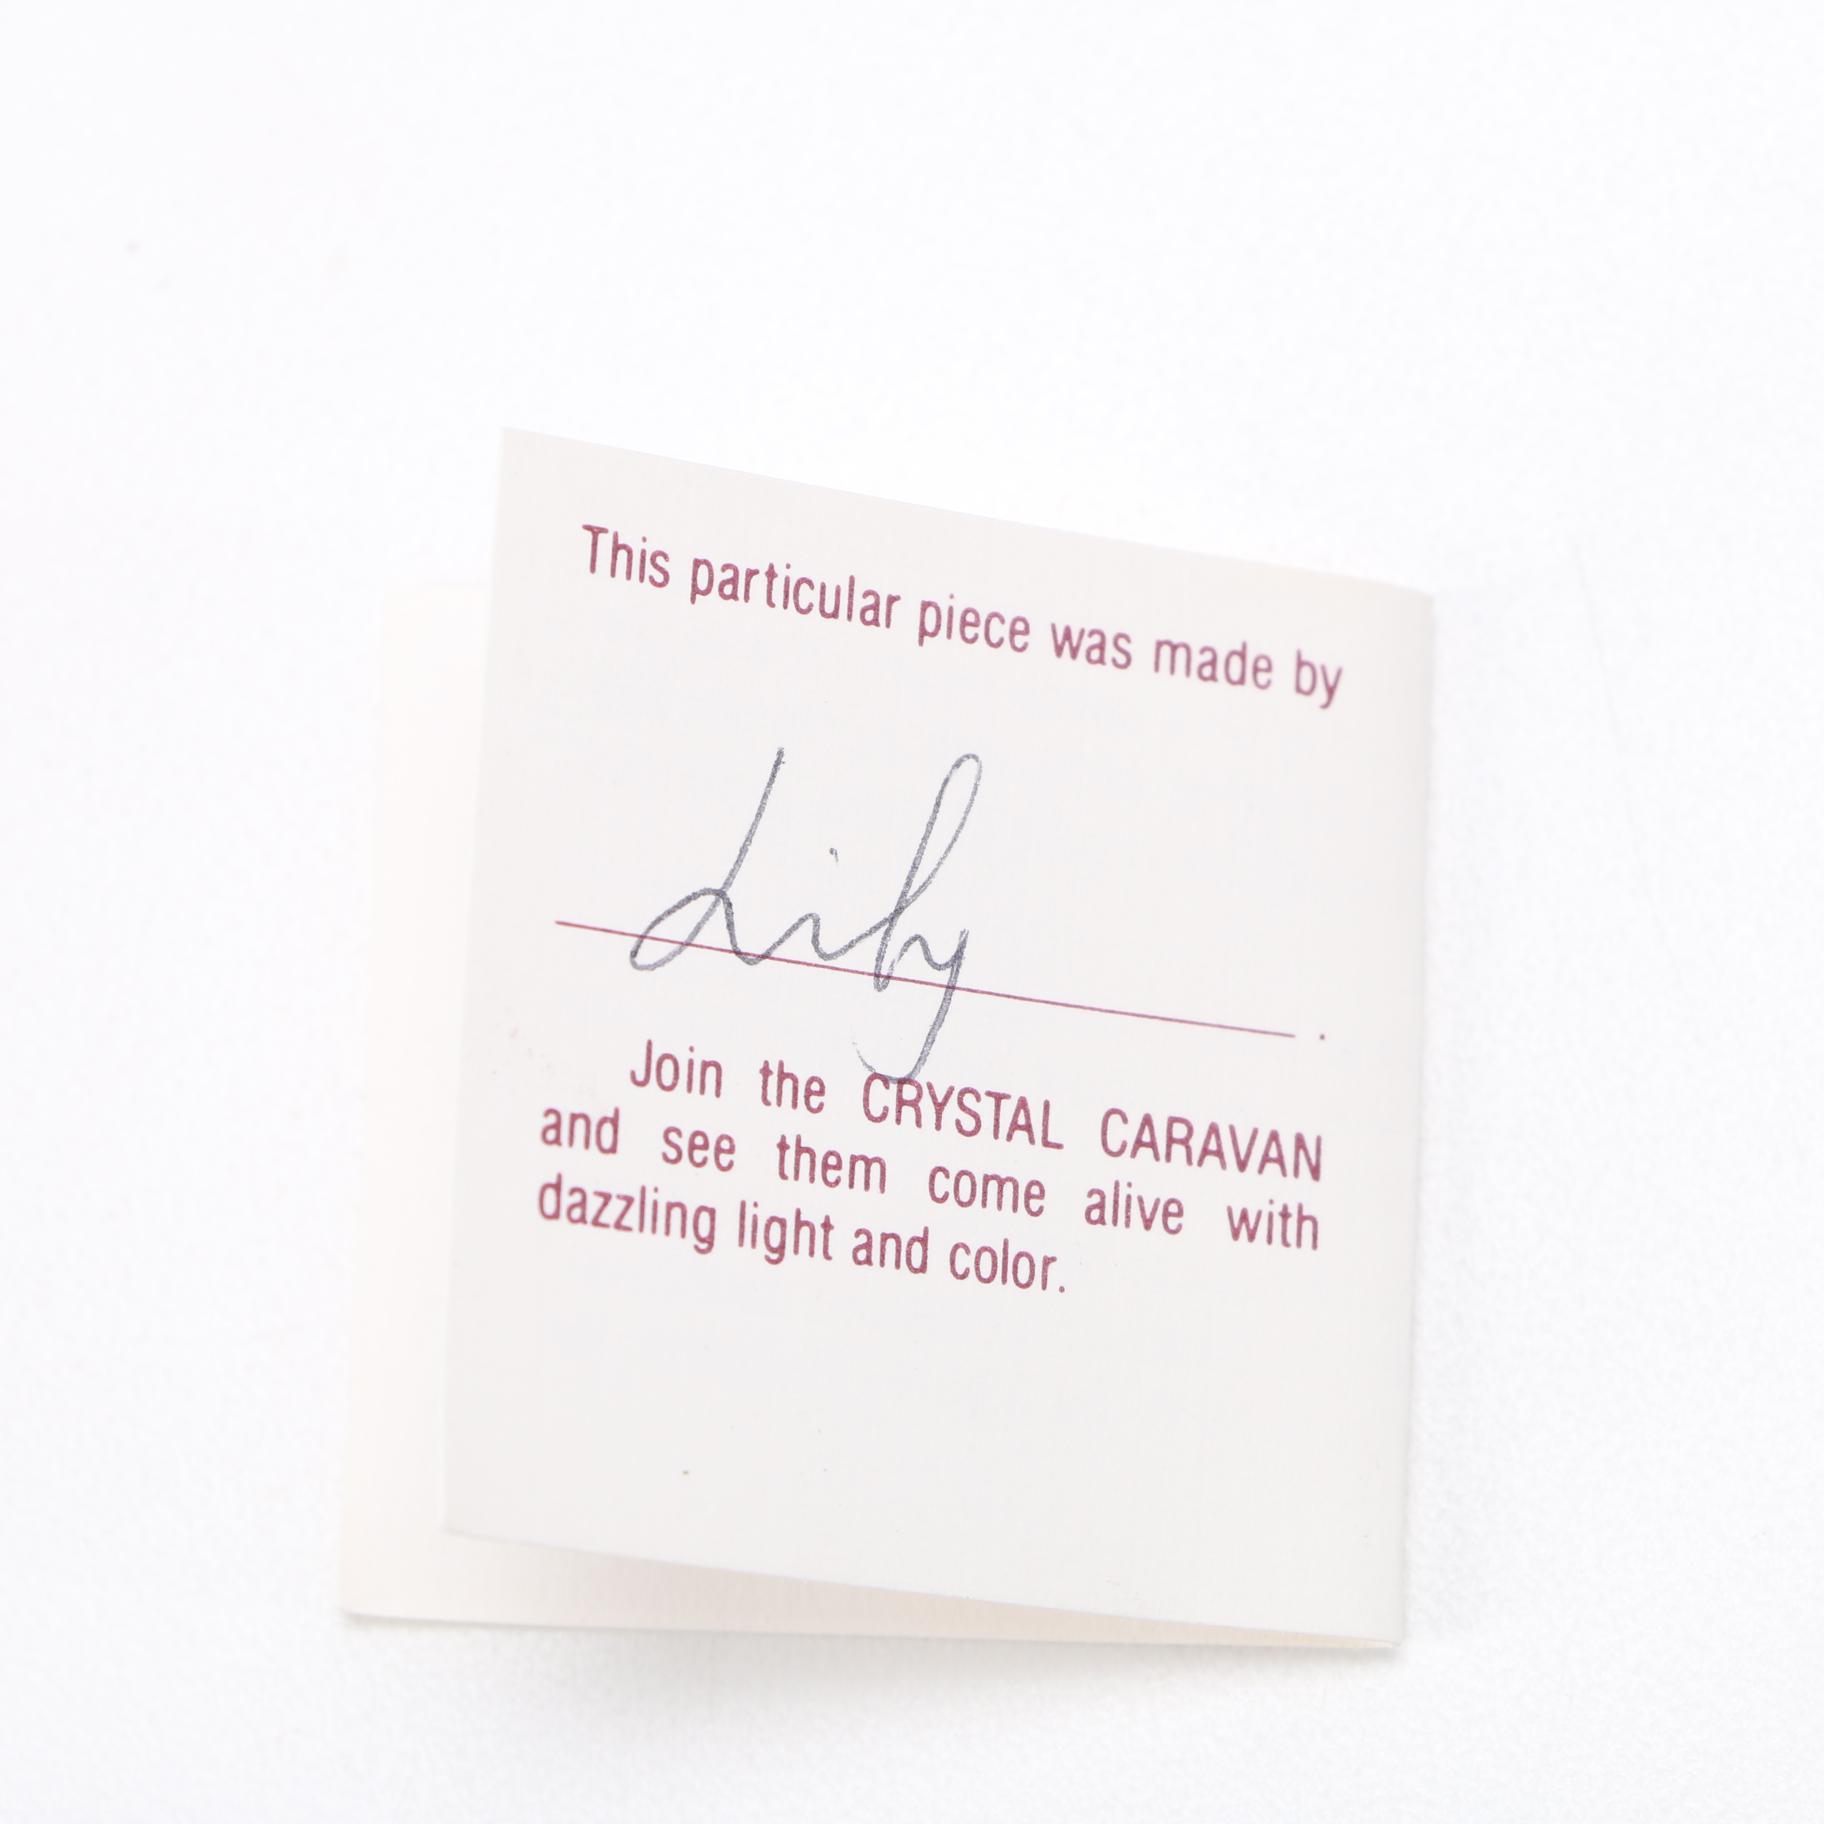 This particular piece was made by
Lily
.
Join the CRYSTAL CARAVAN
and see them come alive with
dazzling light and color.